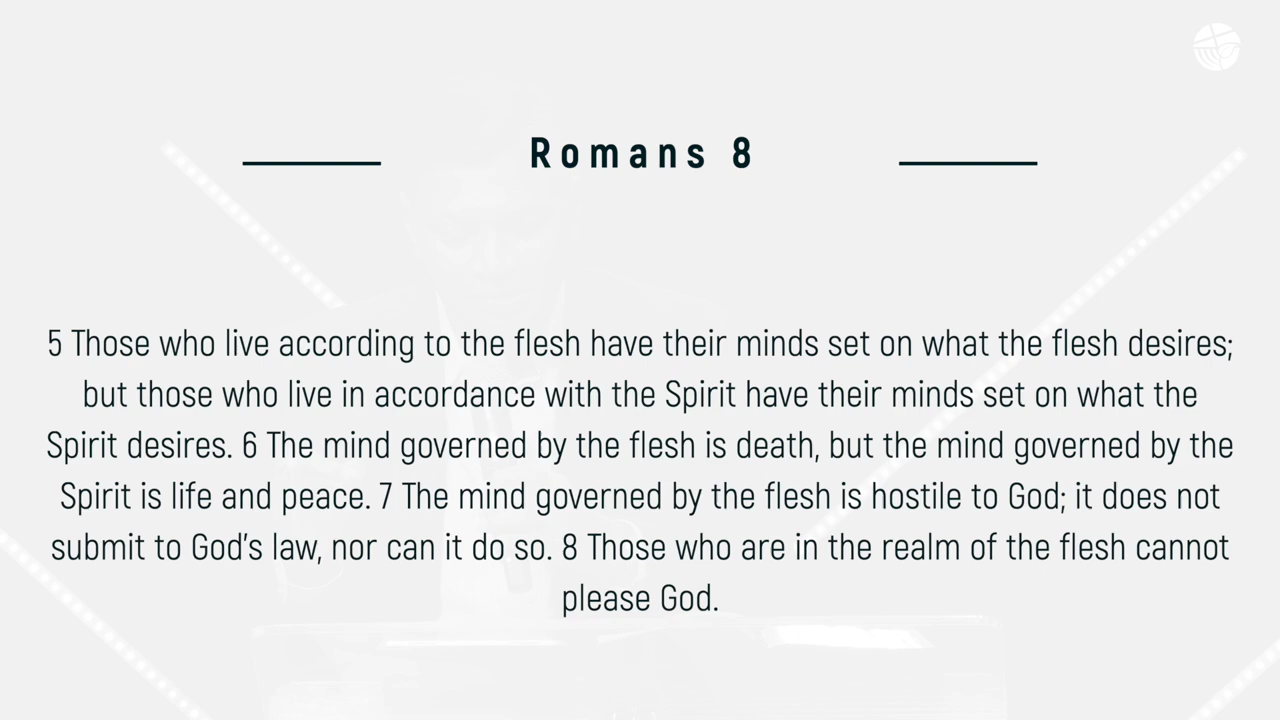 Romans 8
5 Those who live according to the flesh have their minds set on what the flesh desires;
but those who live in accordance with the Spirit have their minds set on what the
Spirit desires. 6 The mind governed by the flesh is death, but the mind governed by the
Spirit is life and peace. 7 The mind governed by the flesh is hostile to God; it does not
submit to God’s law, nor can it do so. 8 Those who are in the realm of the flesh cannot
please God.